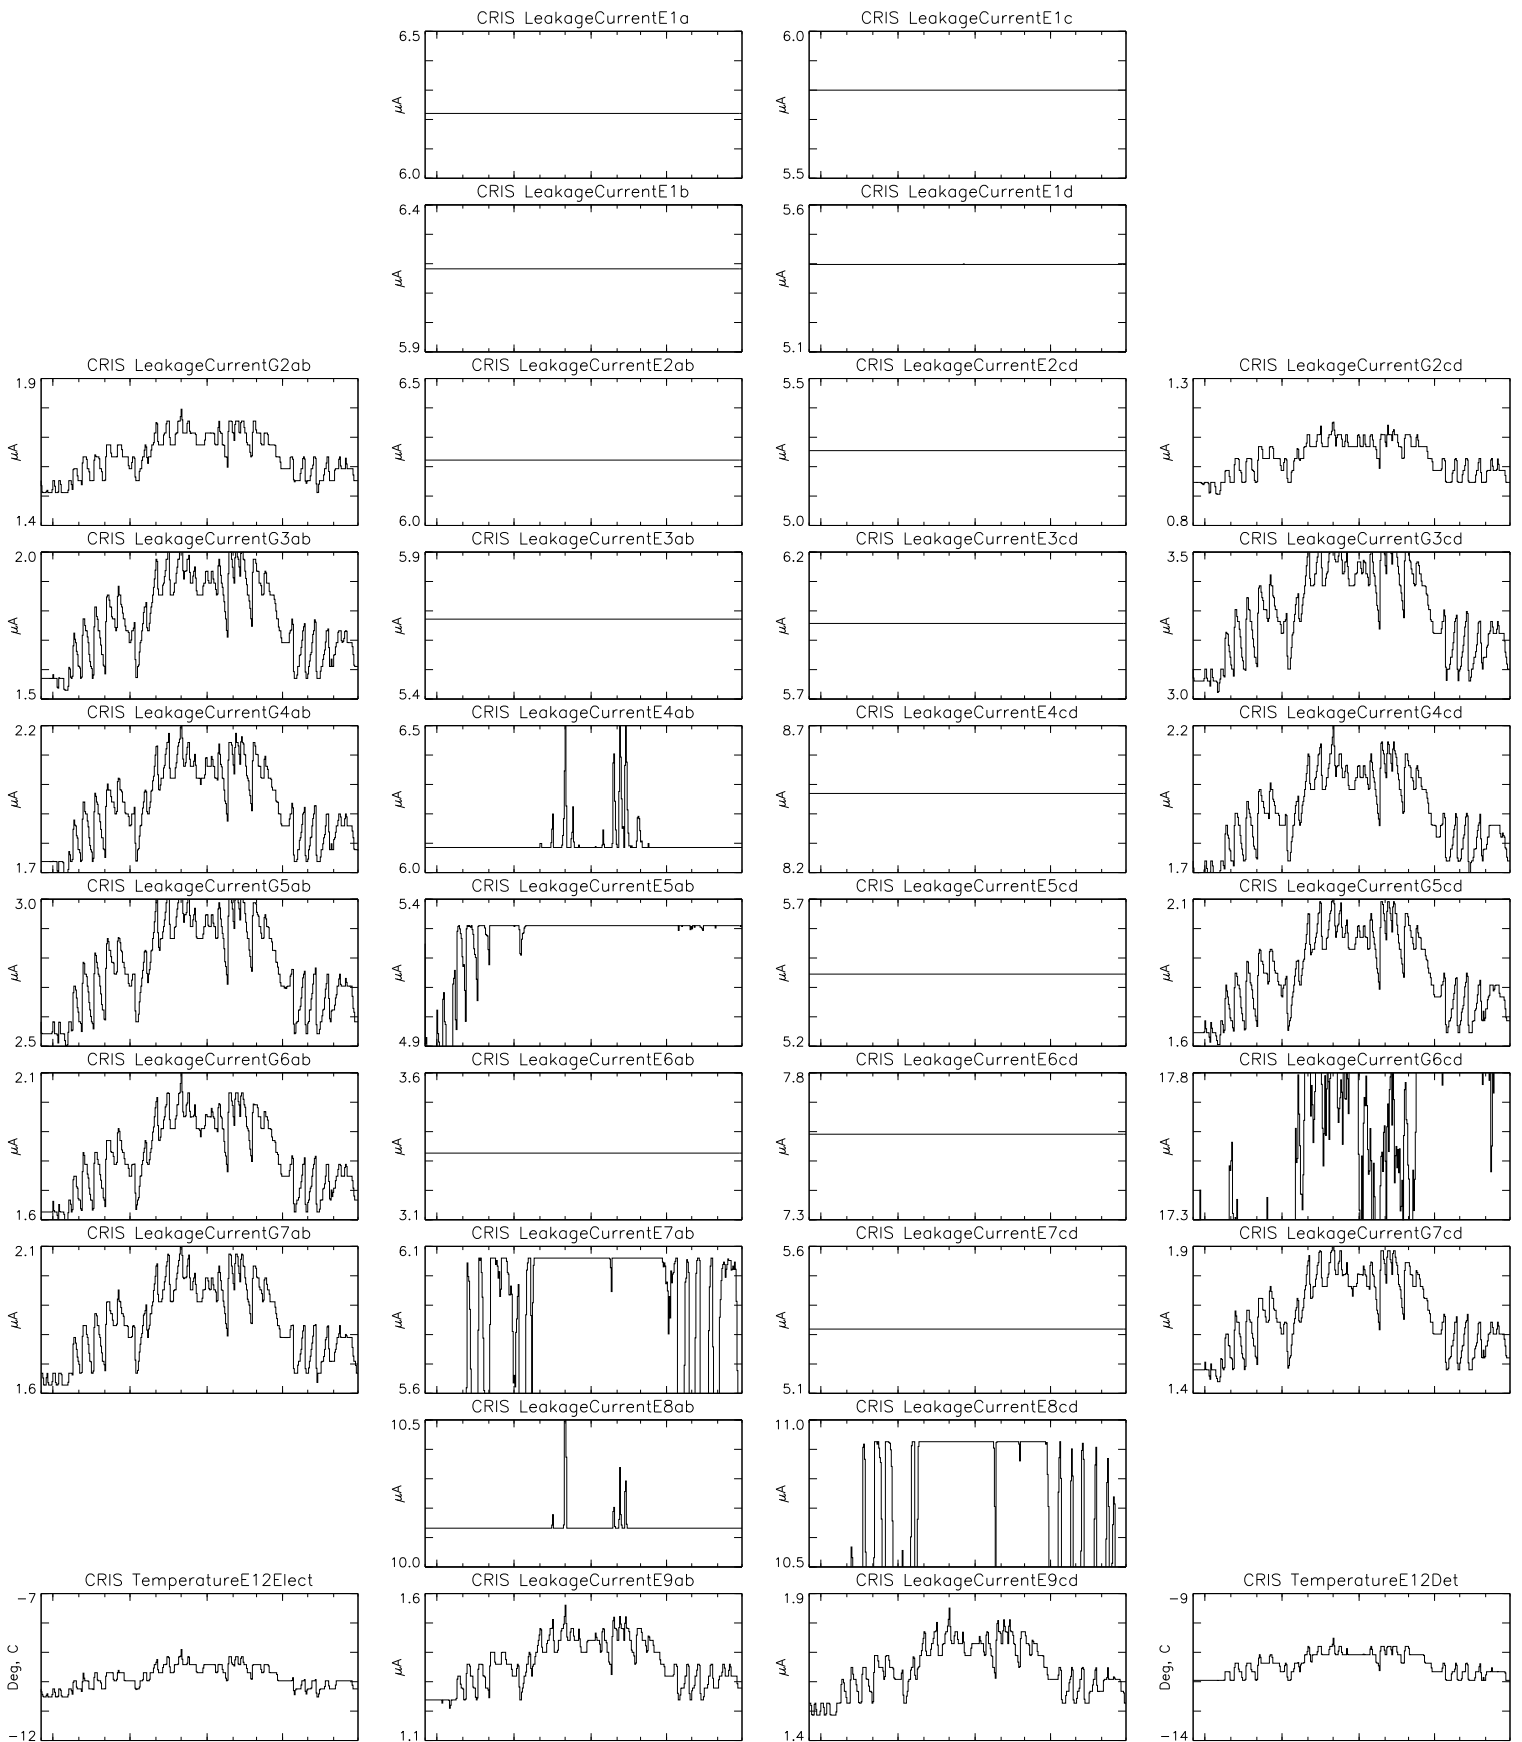 CRIS LeakageCurrentE1a CRIS LeakageCurrentE1c
6.5 6.0
μA μA
6.0 5.5
CRIS LeakageCurrentE1b CRIS LeakageCurrentE1d
6.4 5.6
μA μA
5.9 5.1
CRIS LeakageCurrentG2ab CRIS LeakageCurrentE2ab CRIS LeakageCurrentE2cd CRIS LeakageCurrentG2cd
1.9 6.5 5.5 1.3
μA μA μA μA
1.4 6.0 5.0 0.8
CRIS LeakageCurrentG3ab CRIS LeakageCurrentE3ab CRIS LeakageCurrentE3cd CRIS LeakageCurrentG3cd
2.0 5.9 6.2 3.5
μA μA μA μA
1.5 5.4 5.7 3.0
CRIS LeakageCurrentG4ab CRIS LeakageCurrentE4ab CRIS LeakageCurrentE4cd CRIS LeakageCurrentG4cd
2.2 6.5 8.7 2.2
μA μA μA μA
1.7 6.0 8.2 1.7
CRIS LeakageCurrentG5ab CRIS LeakageCurrentE5ab CRIS LeakageCurrentE5cd CRIS LeakageCurrentG5cd
3.0 5.4 5.7 2.1
μA μA μA μA
2.5 4.9 5.2 1.6
CRIS LeakageCurrentG6ab CRIS LeakageCurrentE6ab CRIS LeakageCurrentE6cd CRIS LeakageCurrentG6cd
2.1 3.6 7.8 17.8
μA μA μA μA
1.6 3.1 7.3 17.3
CRIS LeakageCurrentG7ab CRIS LeakageCurrentE7ab CRIS LeakageCurrentE7cd CRIS LeakageCurrentG7cd
2.1 6.1 5.6 1.9
μA μA μA μA
1.6 5.6 5.1 1.4
CRIS LeakageCurrentE8ab CRIS LeakageCurrentE8cd
10.5 11.0
μA μA
10.0 10.5
CRIS TemperatureE12Elect CRIS LeakageCurrentE9ab CRIS LeakageCurrentE9cd CRIS TemperatureE12Det
-7 1.6 1.9 -9
Deg, C μA μA Deg, C
-12 1.1 1.4 -14